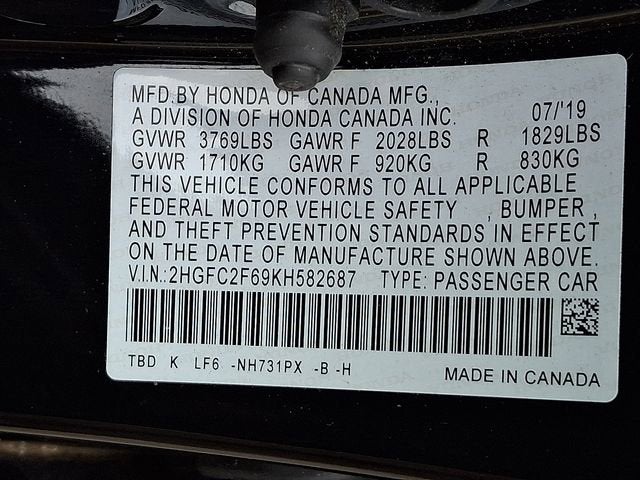 MFD.BY HONDA OF CANADA MFG.,
A DIVISION OF HONDA CANADA INC. 07/'19
GVWR 3769LBS GAWR F 2028LBS R 1829LBS
GVWR 1710KG GAWR F 920KG R 830KG
THIS VEHICLE CONFORMS TO ALL APPLICABLE
FEDERAL MOTOR VEHICLE SAFETY , BUMPER ,
AND THEFT PREVENTION STANDARDS IN EFFECT
ON THE DATE OF MANUFACTURE SHOWN ABOVE.
V.I.N.: 2HGFC2F69KH582687 TYPE: PASSENGER CAR
TBD K LF6 -NH731PX -B -H
MADE IN CANADA